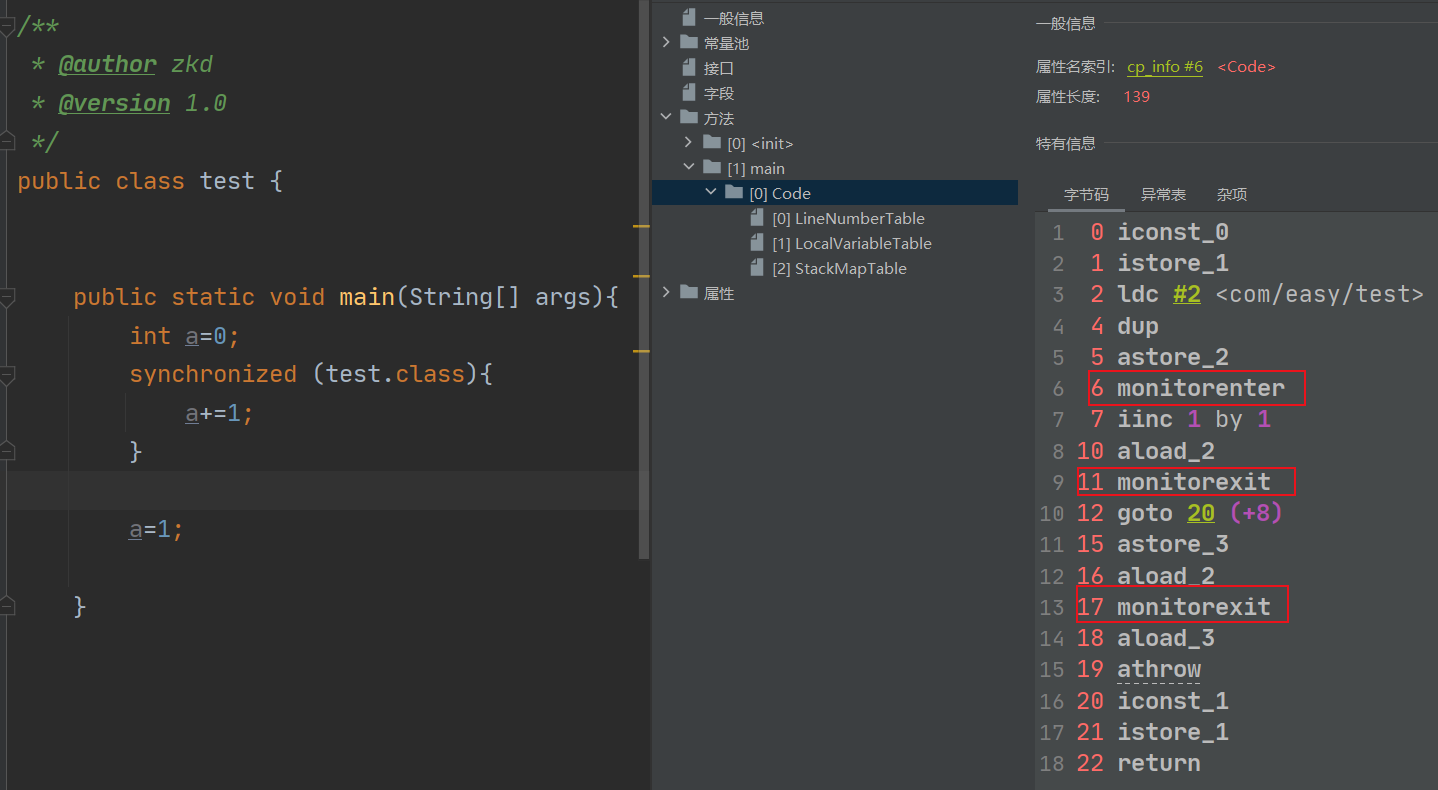 /**
* @author zkd
* @version 1.0
*/
public class test {
public static void main(String[] args){
int a=0;
synchronized (test.class){
a+=1;
}
a=1;
}
一般信息
常量池
接口
字段
方法
[0] <init>
[1] main
[0] Code
[0] LineNumberTable
[1] LocalVariableTable
[2] StackMapTable
属性
一般信息
属性名索引: cp_info #6 <Code>
属性长度: 139
特有信息
字节码 异常表 杂项
1 0 iconst_0
2 1 istore_1
3 2 ldc #2 <com/easy/test>
4 4 dup
5 5 astore_2
6 6 monitorenter
7 7 iinc 1 by 1
8 10 aload_2
9 11 monitorexit
10 12 goto 20 (+8)
11 15 astore_3
12 16 aload_2
13 17 monitorexit
14 18 aload_3
15 19 athrow
16 20 iconst_1
17 21 istore_1
18 22 return